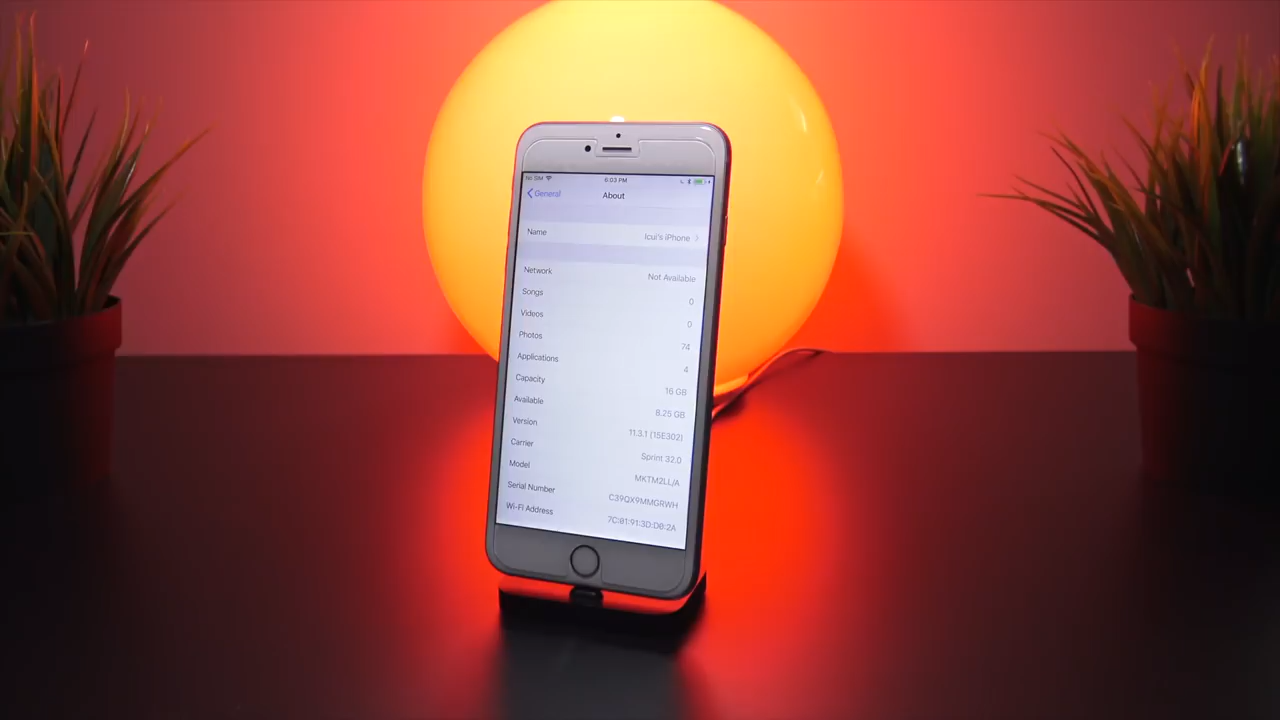 No SIM 6:03 PM
General About
Name Icui's iPhone
Network Not Available
Songs 0
Videos 0
Photos 74
Applications 4
Capacity 16 GB
Available 8.25 GB
Version 11.3.1 (15E302)
Carrier Sprint 32.0
Model MKTM2LL/A
Serial Number C39QX9MMGRWH
Wi-Fi Address 7C:01:91:3D:D0:2A